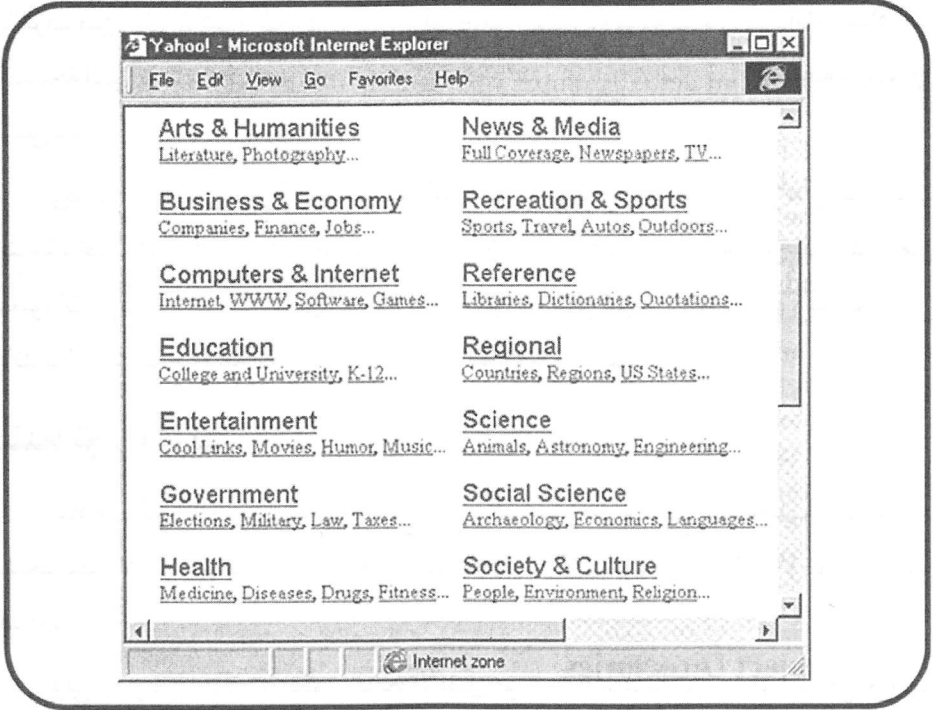 Yahoo! - Microsoft Internet Explorer
File Edit View Go Favorites Help
Arts & Humanities
Literature, Photography...
Business & Economy
Companies, Finance, Jobs...
Computers & Internet
Internet, WWW, Software, Games...
Education
College and University, K-12...
Entertainment
Cool Links, Movies, Humor, Music...
Government
Elections, Military, Law, Taxes...
Health
Medicine, Diseases, Drugs, Fitness...
News & Media
Full Coverage, Newspapers, TV...
Recreation & Sports
Sports, Travel, Autos, Outdoors...
Reference
Libraries, Dictionaries, Quotations...
Regional
Countries, Regions, US States...
Science
Animals, Astronomy, Engineering...
Social Science
Archaeology, Economics, Languages...
Society & Culture
People, Environment, Religion...
Internet zone